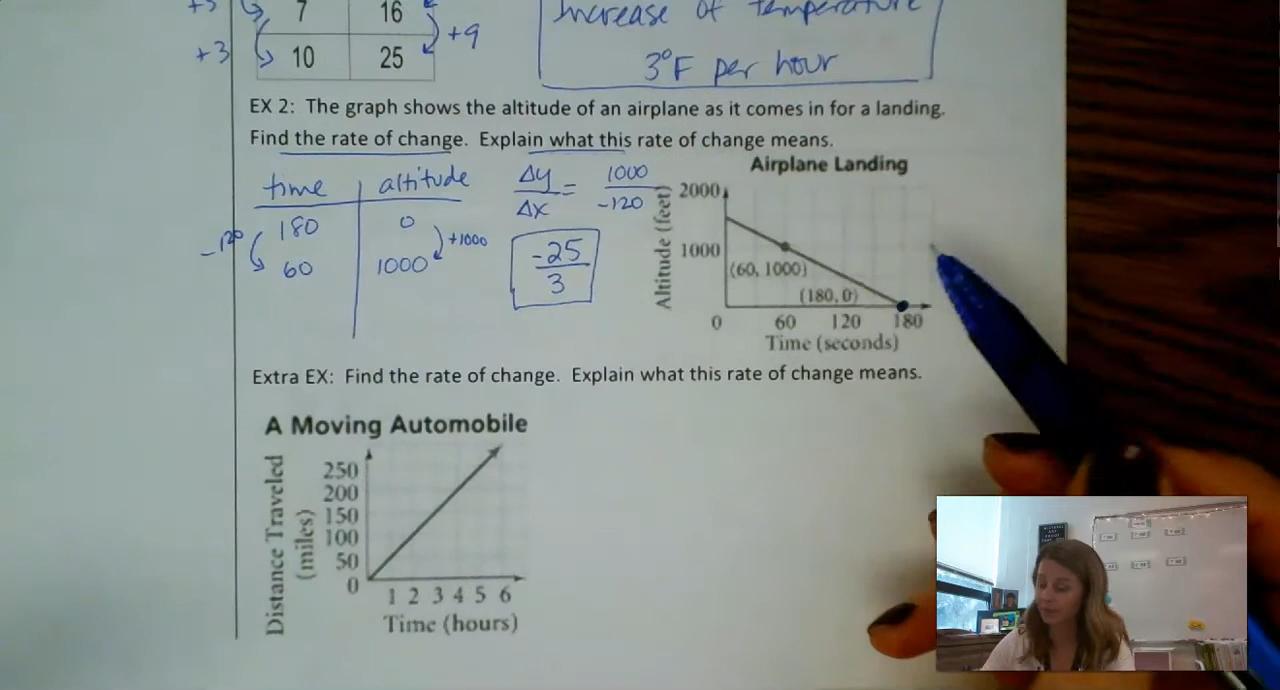 +3 7 16
Increase of temperature
+3 10 25 +9
3°F per hour
EX 2: The graph shows the altitude of an airplane as it comes in for a landing.
Find the rate of change. Explain what this rate of change means.
time altitude
180 0
-120 +1000
60 1000
Δy/Δx = 1000/-120
-25/3
Airplane Landing
Altitude (feet)
2000
1000
(60, 1000)
(180, 0)
0 60 120 180
Time (seconds)
Extra EX: Find the rate of change. Explain what this rate of change means.
A Moving Automobile
Distance Traveled
(miles)
250
200
150
100
50
0
1 2 3 4 5 6
Time (hours)